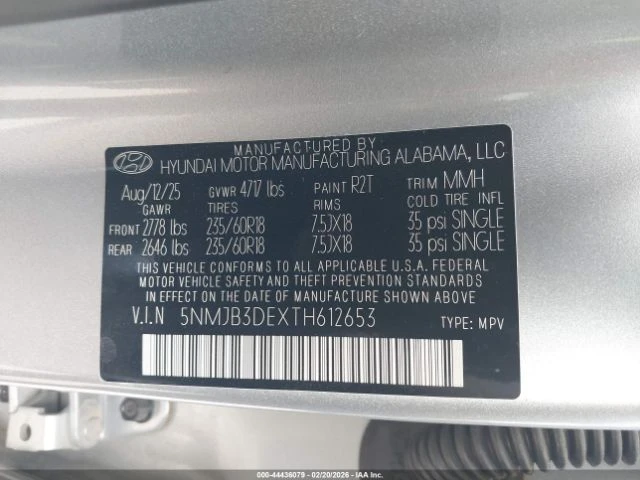 MANUFACTURED BY
HYUNDAI MOTOR MANUFACTURING ALABAMA, LLC
Aug/12/25 GVWR 4717 lbs PAINT R2T TRIM MMH
GAWR TIRES RIMS COLD TIRE INFL
FRONT 2778 lbs 235/60R18 7.5JX18 35 psi SINGLE
REAR 2646 lbs 235/60R18 7.5JX18 35 psi SINGLE
THIS VEHICLE CONFORMS TO ALL APPLICABLE U.S.A. FEDERAL
MOTOR VEHICLE SAFETY AND THEFT PREVENTION STANDARDS
IN EFFECT ON THE DATE OF MANUFACTURE SHOWN ABOVE.
V.I.N 5NMJB3DEXTH612653 TYPE: MPV
000-44436079 - 02/20/2026 - COPYRIGHT IAA, LLC.